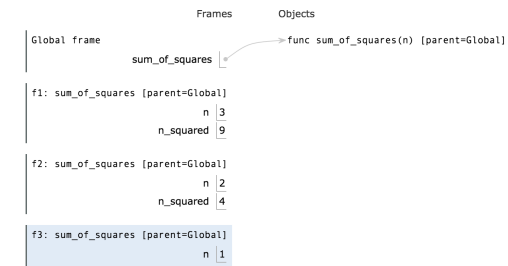 Frames Objects
Global frame func sum_of_squares(n) [parent=Global]
sum_of_squares
f1: sum_of_squares [parent=Global]
n 3
n_squared 9
f2: sum_of_squares [parent=Global]
n 2
n_squared 4
f3: sum_of_squares [parent=Global]
n 1